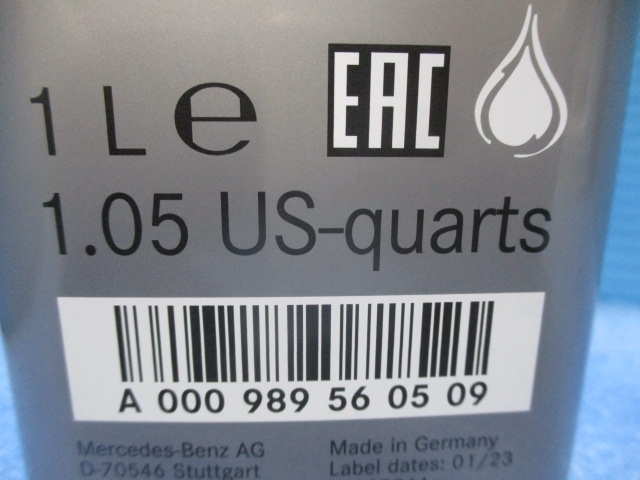 1 L e EAC
1.05 US-quarts
A 000 989 56 05 09
Mercedes-Benz AG Made in Germany
D-70546 Stuttgart Label dates: 01/23